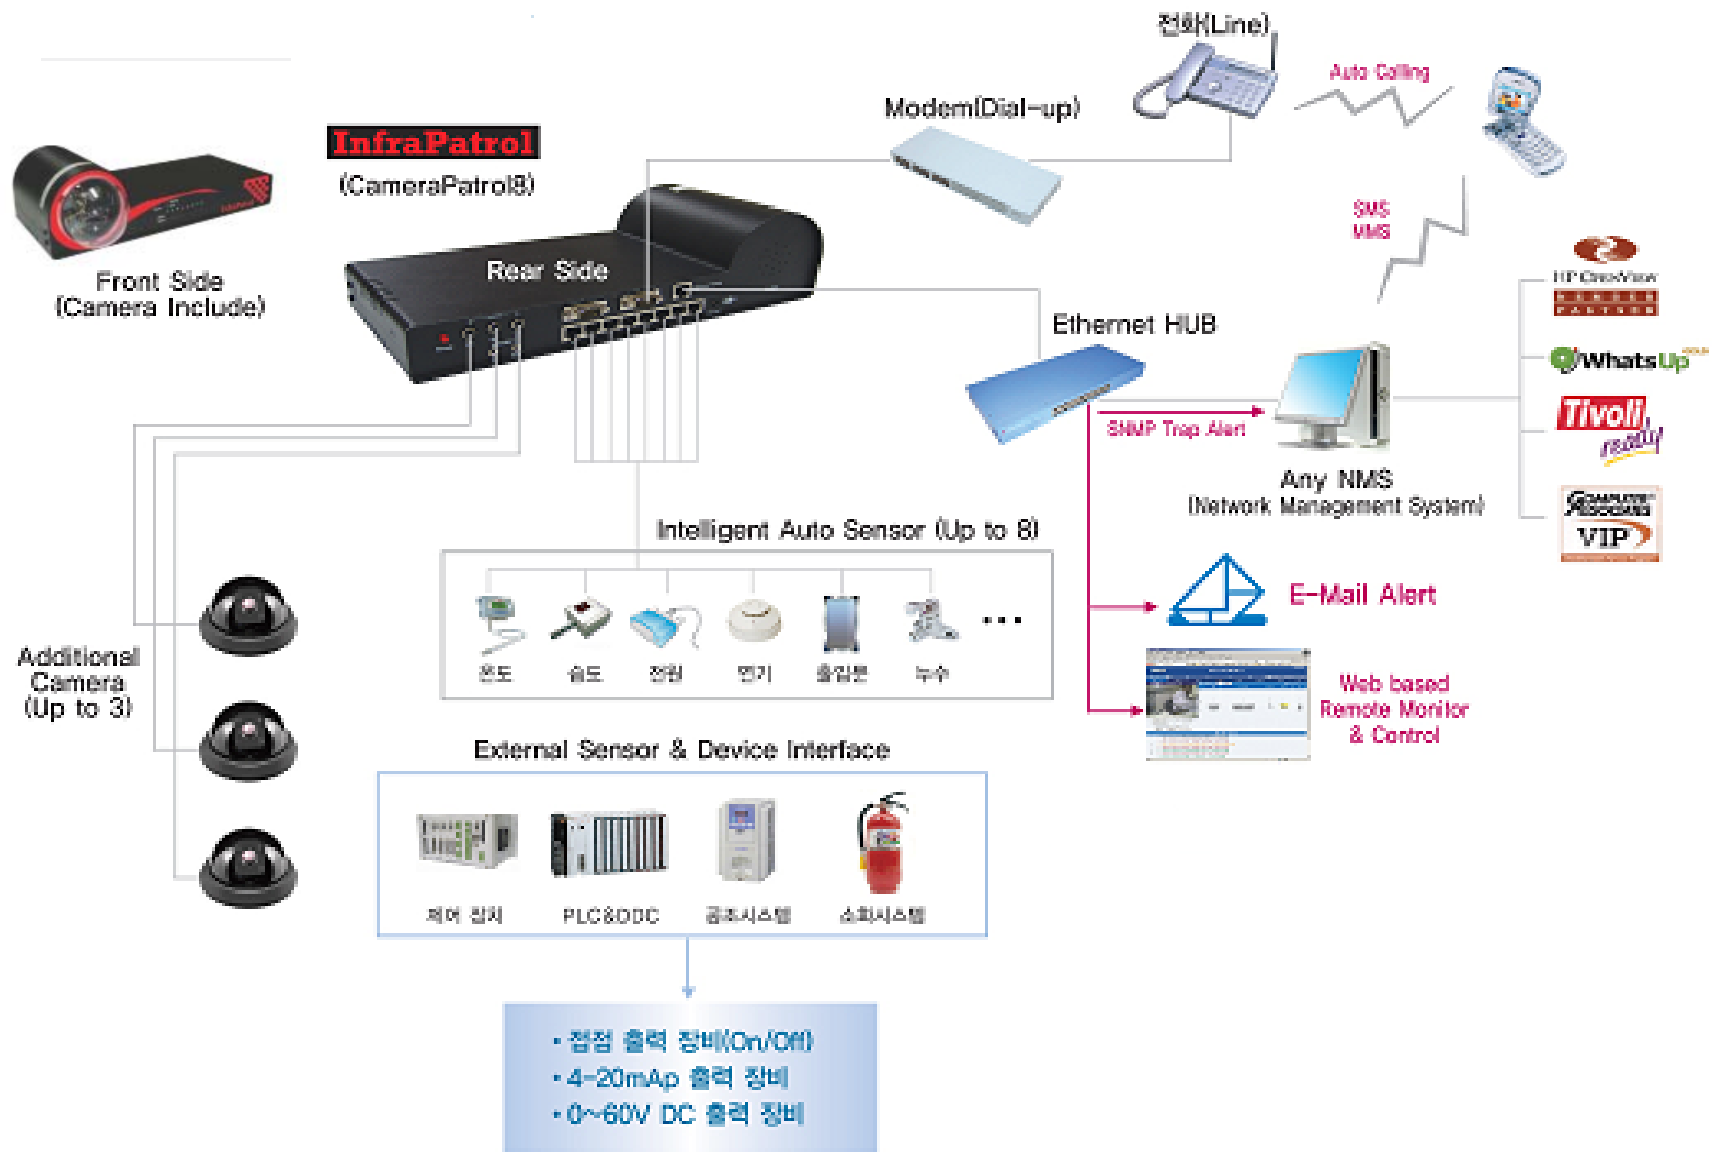 전화(Line)
Auto Calling
Modem(Dial-up)
InfraPatrol
(CameraPatrol8)
SMS
MMS
Rear Side
Front Side
(Camera Include)
HP OpenView
Ethernet HUB
WhatsUp
Tivoli
ready
SNMP Trap Alert
Any NMS
(Network Management System)
COMPUTER
ASSOCIATES
VIP
Intelligent Auto Sensor (Up to 8)
E-Mail Alert
온도 습도 전원 연기 출입문 누수
•••
Additional
Camera
(Up to 3)
Web based
Remote Monitor
& Control
External Sensor & Device Interface
제어 장치 PLC&DDC 공조시스템 소화시스템
• 접점 출력 장비(On/Off)
• 4-20mAp 출력 장비
• 0~60V DC 출력 장비